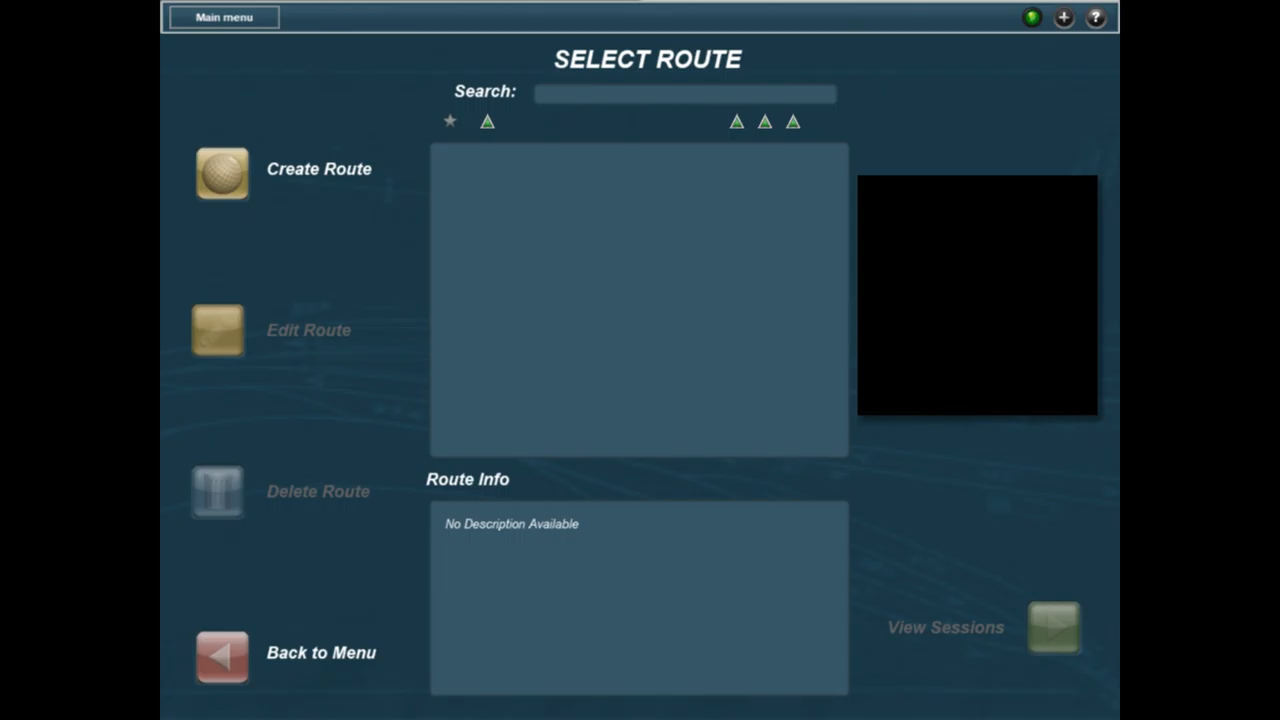 Main menu
SELECT ROUTE
Search:
Create Route
Edit Route
Delete Route
Route Info
No Description Available
View Sessions
Back to Menu